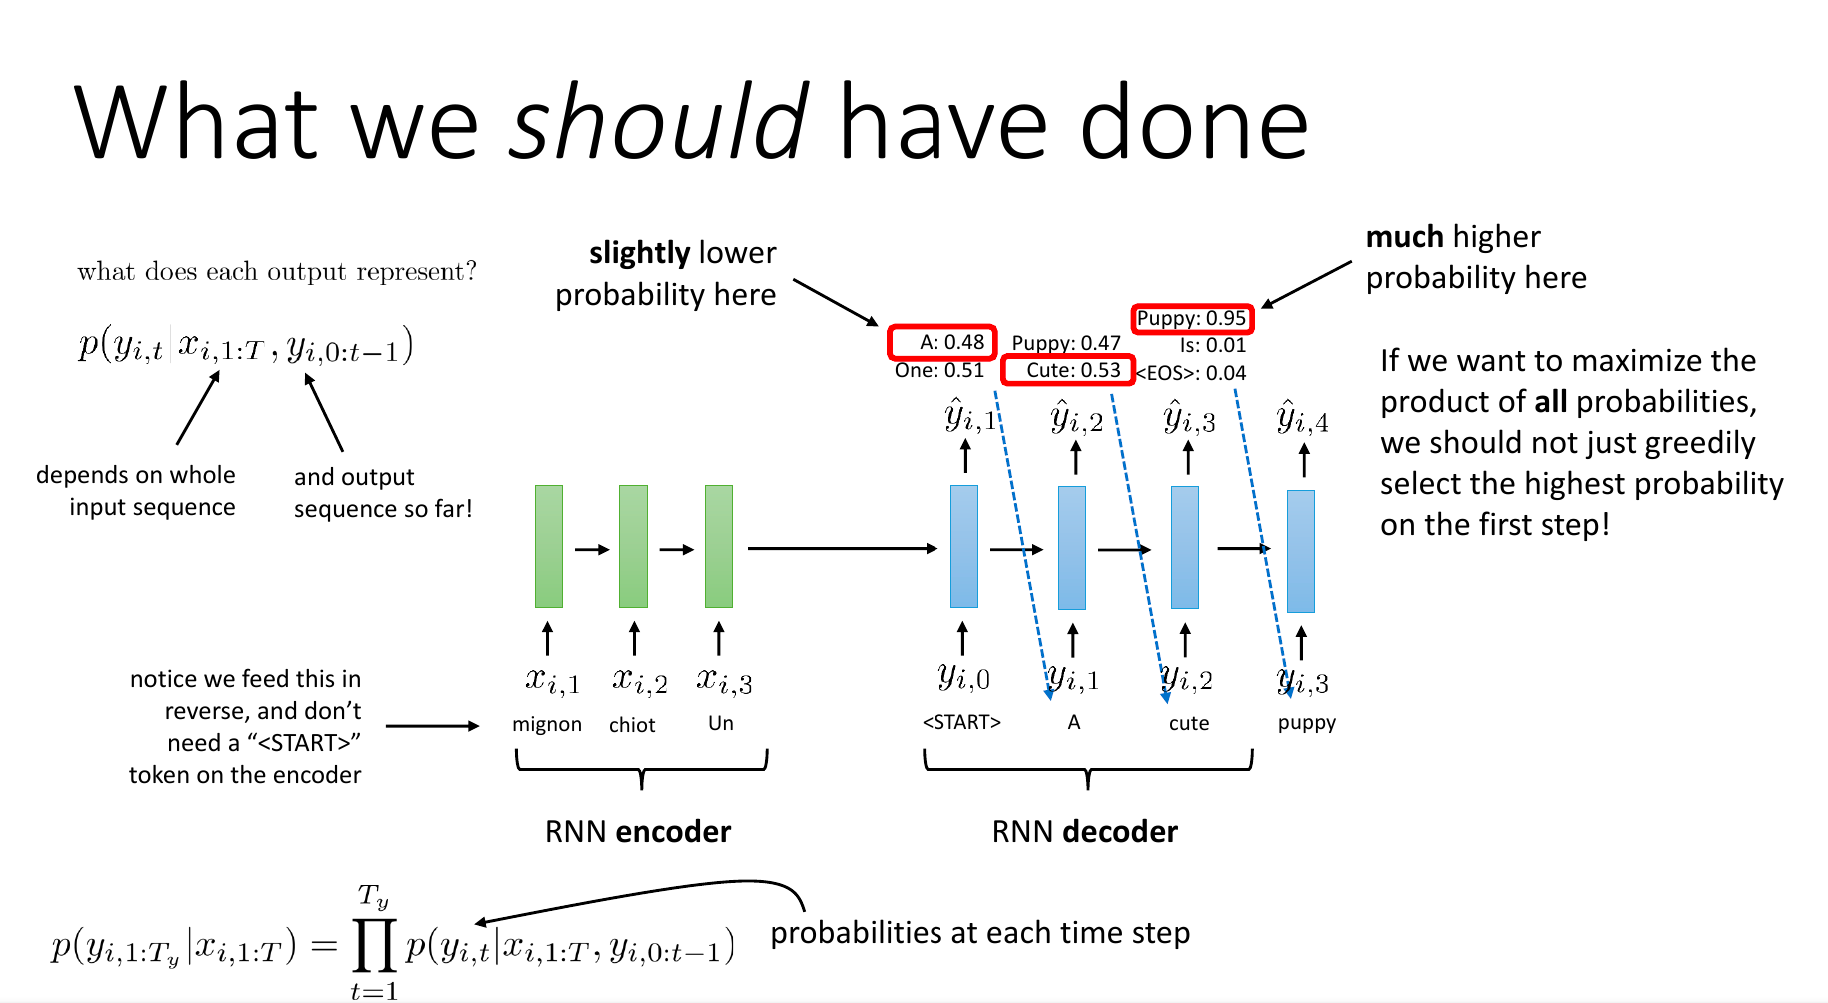 What we should have done
what does each output represent?
p(y_{i,t}|x_{i,1:T}, y_{i,0:t−1})
depends on whole
input sequence
and output
sequence so far!
notice we feed this in
reverse, and don’t
need a “<START>”
token on the encoder
slightly lower
probability here
much higher
probability here
A: 0.48
One: 0.51
Puppy: 0.47
Cute: 0.53
Puppy: 0.95
Is: 0.01
<EOS>: 0.04
ŷ_{i,1} ŷ_{i,2} ŷ_{i,3} ŷ_{i,4}
If we want to maximize the
product of all probabilities,
we should not just greedily
select the highest probability
on the first step!
x_{i,1} x_{i,2} x_{i,3} y_{i,0} y_{i,1} y_{i,2} y_{i,3}
mignon chiot Un <START> A cute puppy
RNN encoder
RNN decoder
p(y_{i,1:T_y}|x_{i,1:T}) = ∏_{t=1}^{T_y} p(y_{i,t}|x_{i,1:T}, y_{i,0:t−1})
probabilities at each time step